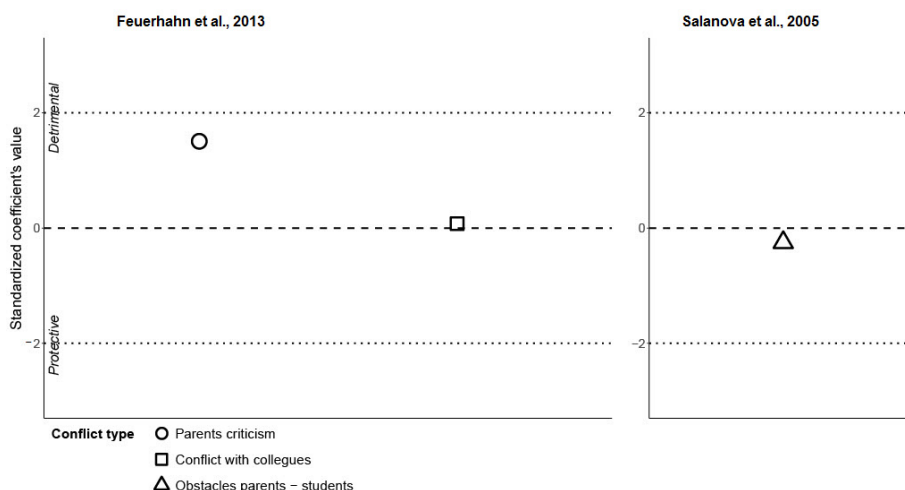 Feuerhahn et al., 2013
Salanova et al., 2005
Standardized coefficient's value
Detrimental
Protective
2
0
−2
2
0
−2
Conflict type
Parents criticism
Conflict with collegues
Obstacles parents − students